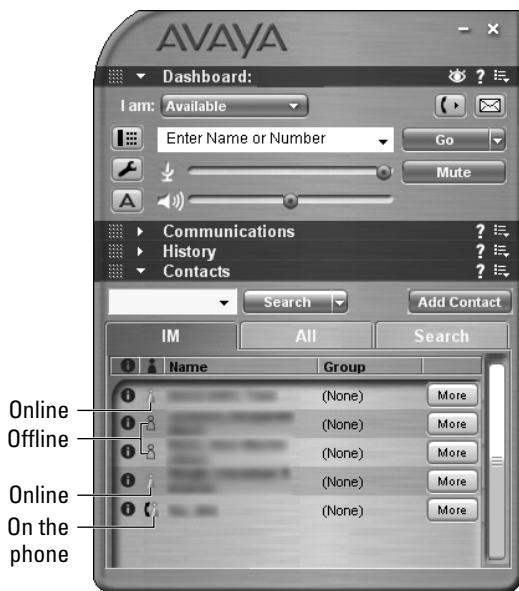 AVAYA
Dashboard:
I am: Available
Enter Name or Number Go
Mute
A
Communications ?
History ?
Contacts ?
Search Add Contact
IM All Search
Name Group
Online (None) More
Offline (None) More
(None) More
Online (None) More
On the phone (None) More